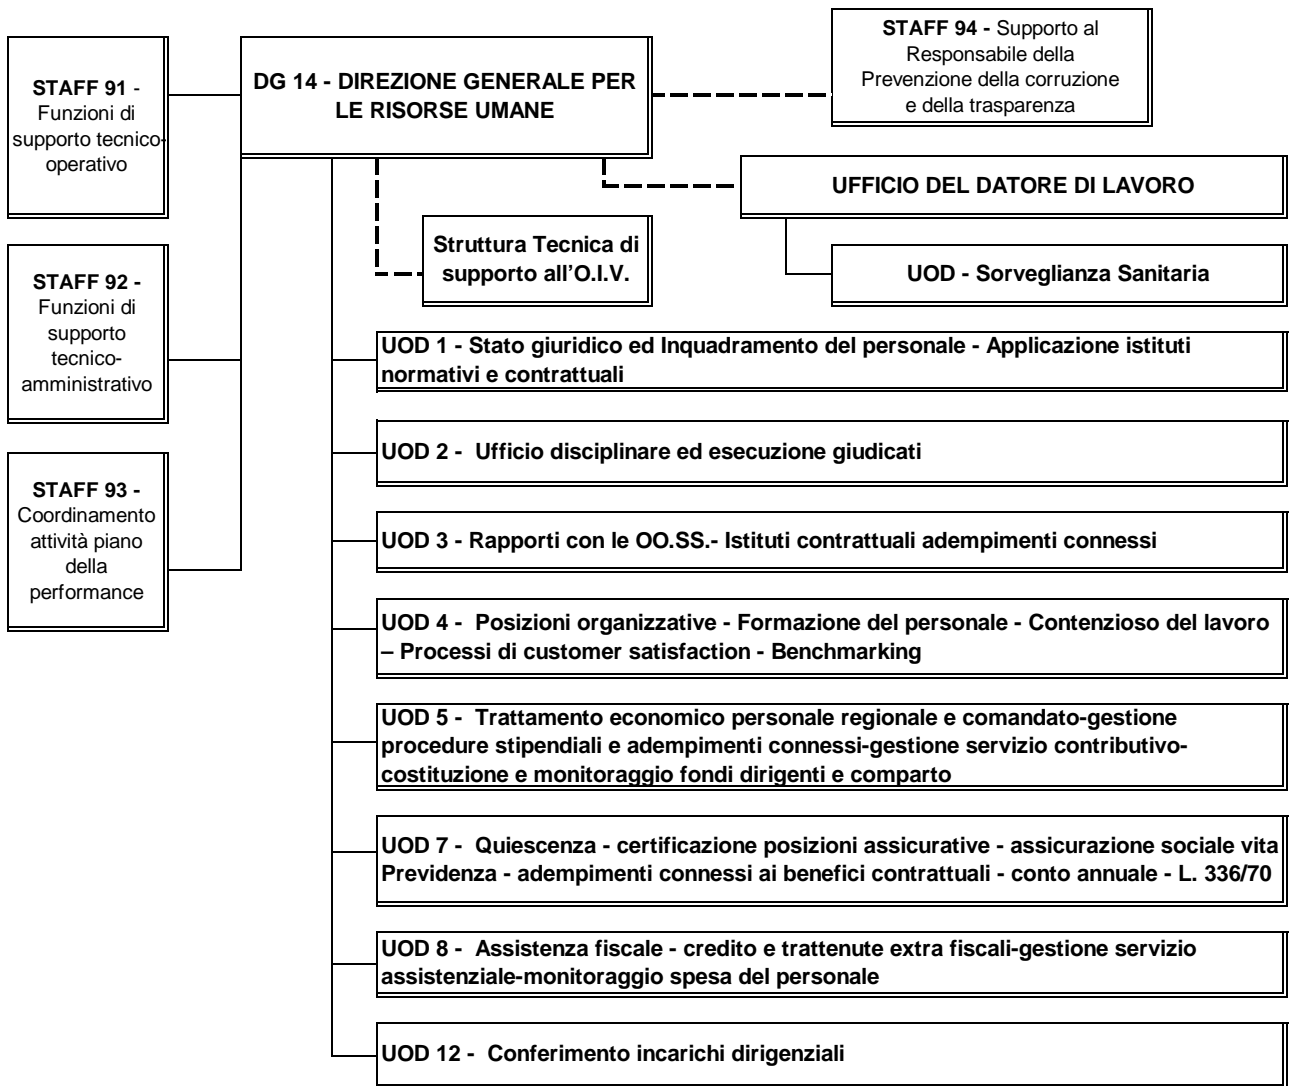 STAFF 91 -
Funzioni di
supporto tecnico-
operativo
DG 14 - DIREZIONE GENERALE PER
LE RISORSE UMANE
STAFF 94 - Supporto al
Responsabile della
Prevenzione della corruzione
e della trasparenza
UFFICIO DEL DATORE DI LAVORO
Struttura Tecnica di
supporto all'O.I.V.
UOD - Sorveglianza Sanitaria
STAFF 92 -
Funzioni di
supporto
tecnico-
amministrativo
STAFF 93 -
Coordinamento
attività piano
della
performance
UOD 1 - Stato giuridico ed Inquadramento del personale - Applicazione istituti
normativi e contrattuali
UOD 2 - Ufficio disciplinare ed esecuzione giudicati
UOD 3 - Rapporti con le OO.SS.- Istituti contrattuali adempimenti connessi
UOD 4 - Posizioni organizzative - Formazione del personale - Contenzioso del lavoro
– Processi di customer satisfaction - Benchmarking
UOD 5 - Trattamento economico personale regionale e comandato-gestione
procedure stipendiali e adempimenti connessi-gestione servizio contributivo-
costituzione e monitoraggio fondi dirigenti e comparto
UOD 7 - Quiescenza - certificazione posizioni assicurative - assicurazione sociale vita
Previdenza - adempimenti connessi ai benefici contrattuali - conto annuale - L. 336/70
UOD 8 - Assistenza fiscale - credito e trattenute extra fiscali-gestione servizio
assistenziale-monitoraggio spesa del personale
UOD 12 - Conferimento incarichi dirigenziali